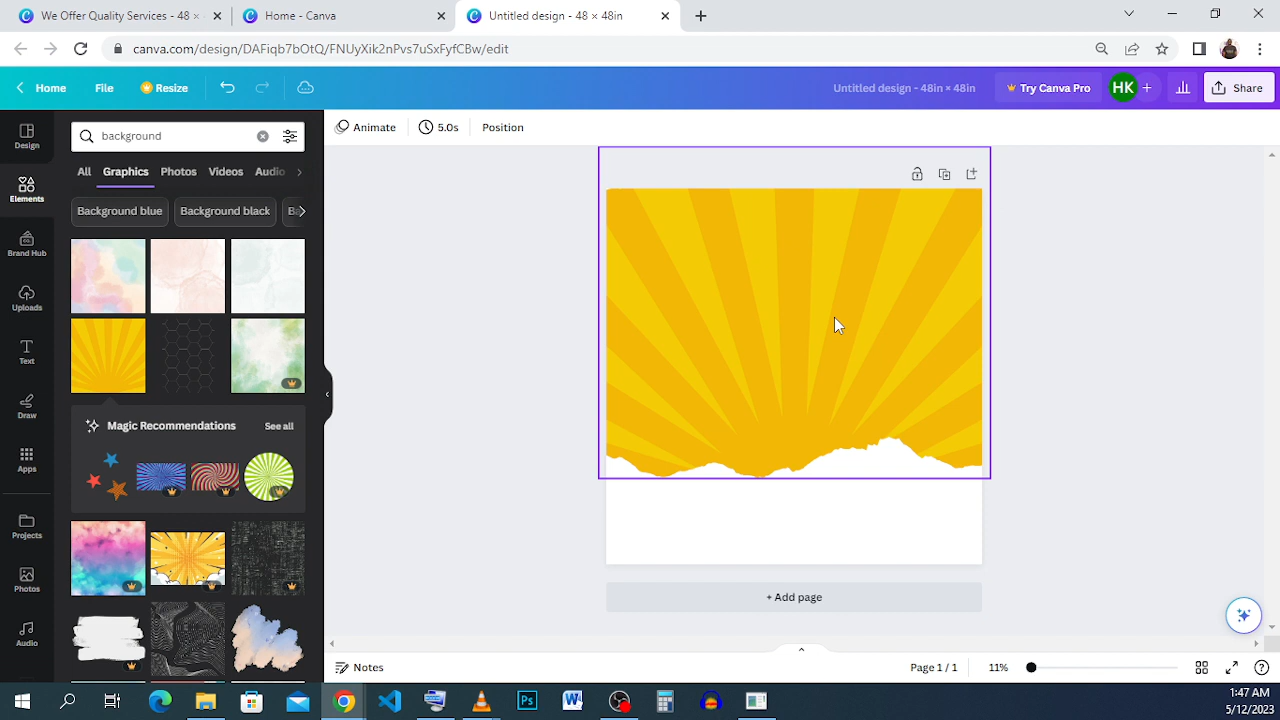 We Offer Quality Services - 48 ×
Home - Canva
Untitled design - 48 × 48in
canva.com/design/DAFiqb7bOtQ/FNUyXik2nPvs7uSxFyfCBw/edit
Home
File
Resize
Untitled design - 48in × 48in
Try Canva Pro
HK
+
Share
Design
Elements
Brand Hub
Uploads
Text
Draw
Apps
Projects
Photos
Audio
background
All Graphics Photos Videos Audio
Background blue
Background black
Ba
Magic Recommendations
See all
Animate
5.0s
Position
+ Add page
Notes
Page 1 / 1
11%
Ps
W
1:47 AM
5/12/2023